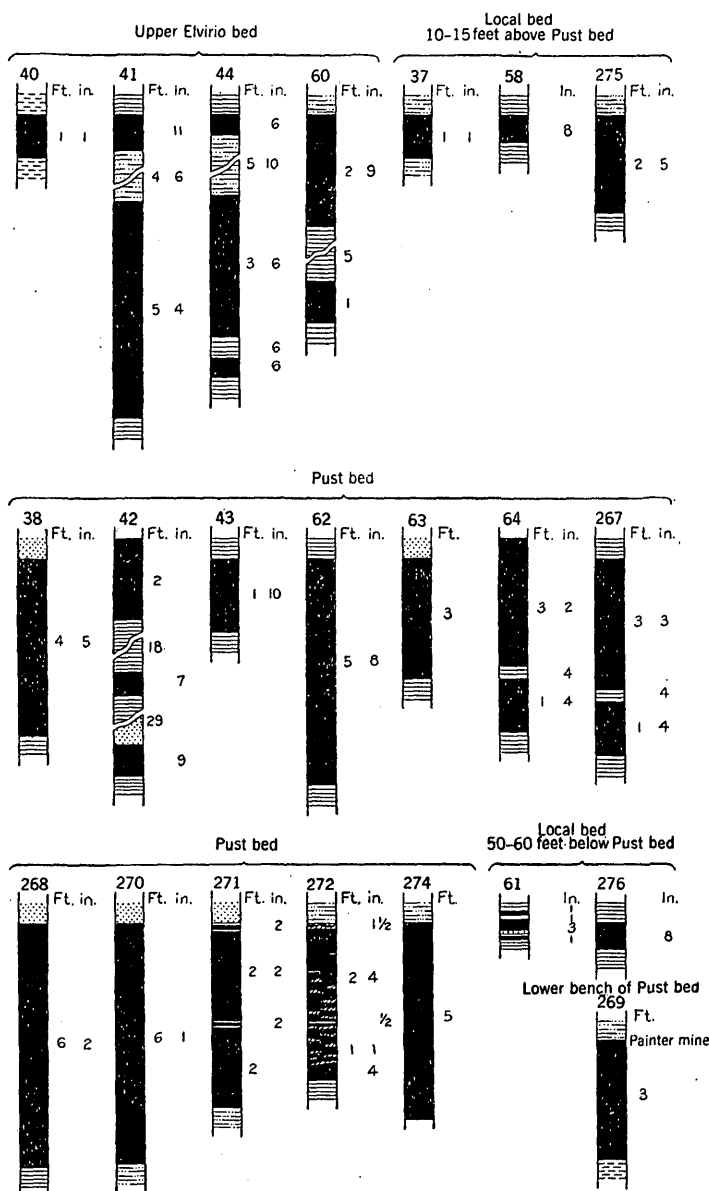 Upper Elvirio bed
Local bed
10-15 feet above Pust bed
40 41 44 60 37 58 275
Ft. in. Ft. In. Ft. in. Ft. in. Ft. in. In. Ft. in.
11 6
1 1 1 1 8
4 6 5 10 2 9 2 5
5
3 6
5 4 1
6
6
Pust bed
38 42 43 62 63 64 267
Ft. in. Ft. in. Ft. in. Ft. in. Ft. Ft. in. Ft. in.
2 1 10
3 3 2 3 3
4 5 18 5 8
7 4 4
29 1 4 1 4
9
Pust bed
Local bed
50-60 feet below Pust bed
268 270 271 272 274 61 276
Ft. in. Ft. in. Ft. in. Ft. in. Ft. In. In.
2 1½ 1
3 8
1
2 2 2 4
Lower bench of Pust bed
269
Ft.
2 ½ 5
Painter mine
6 2 6 1 1 1
2 4 3